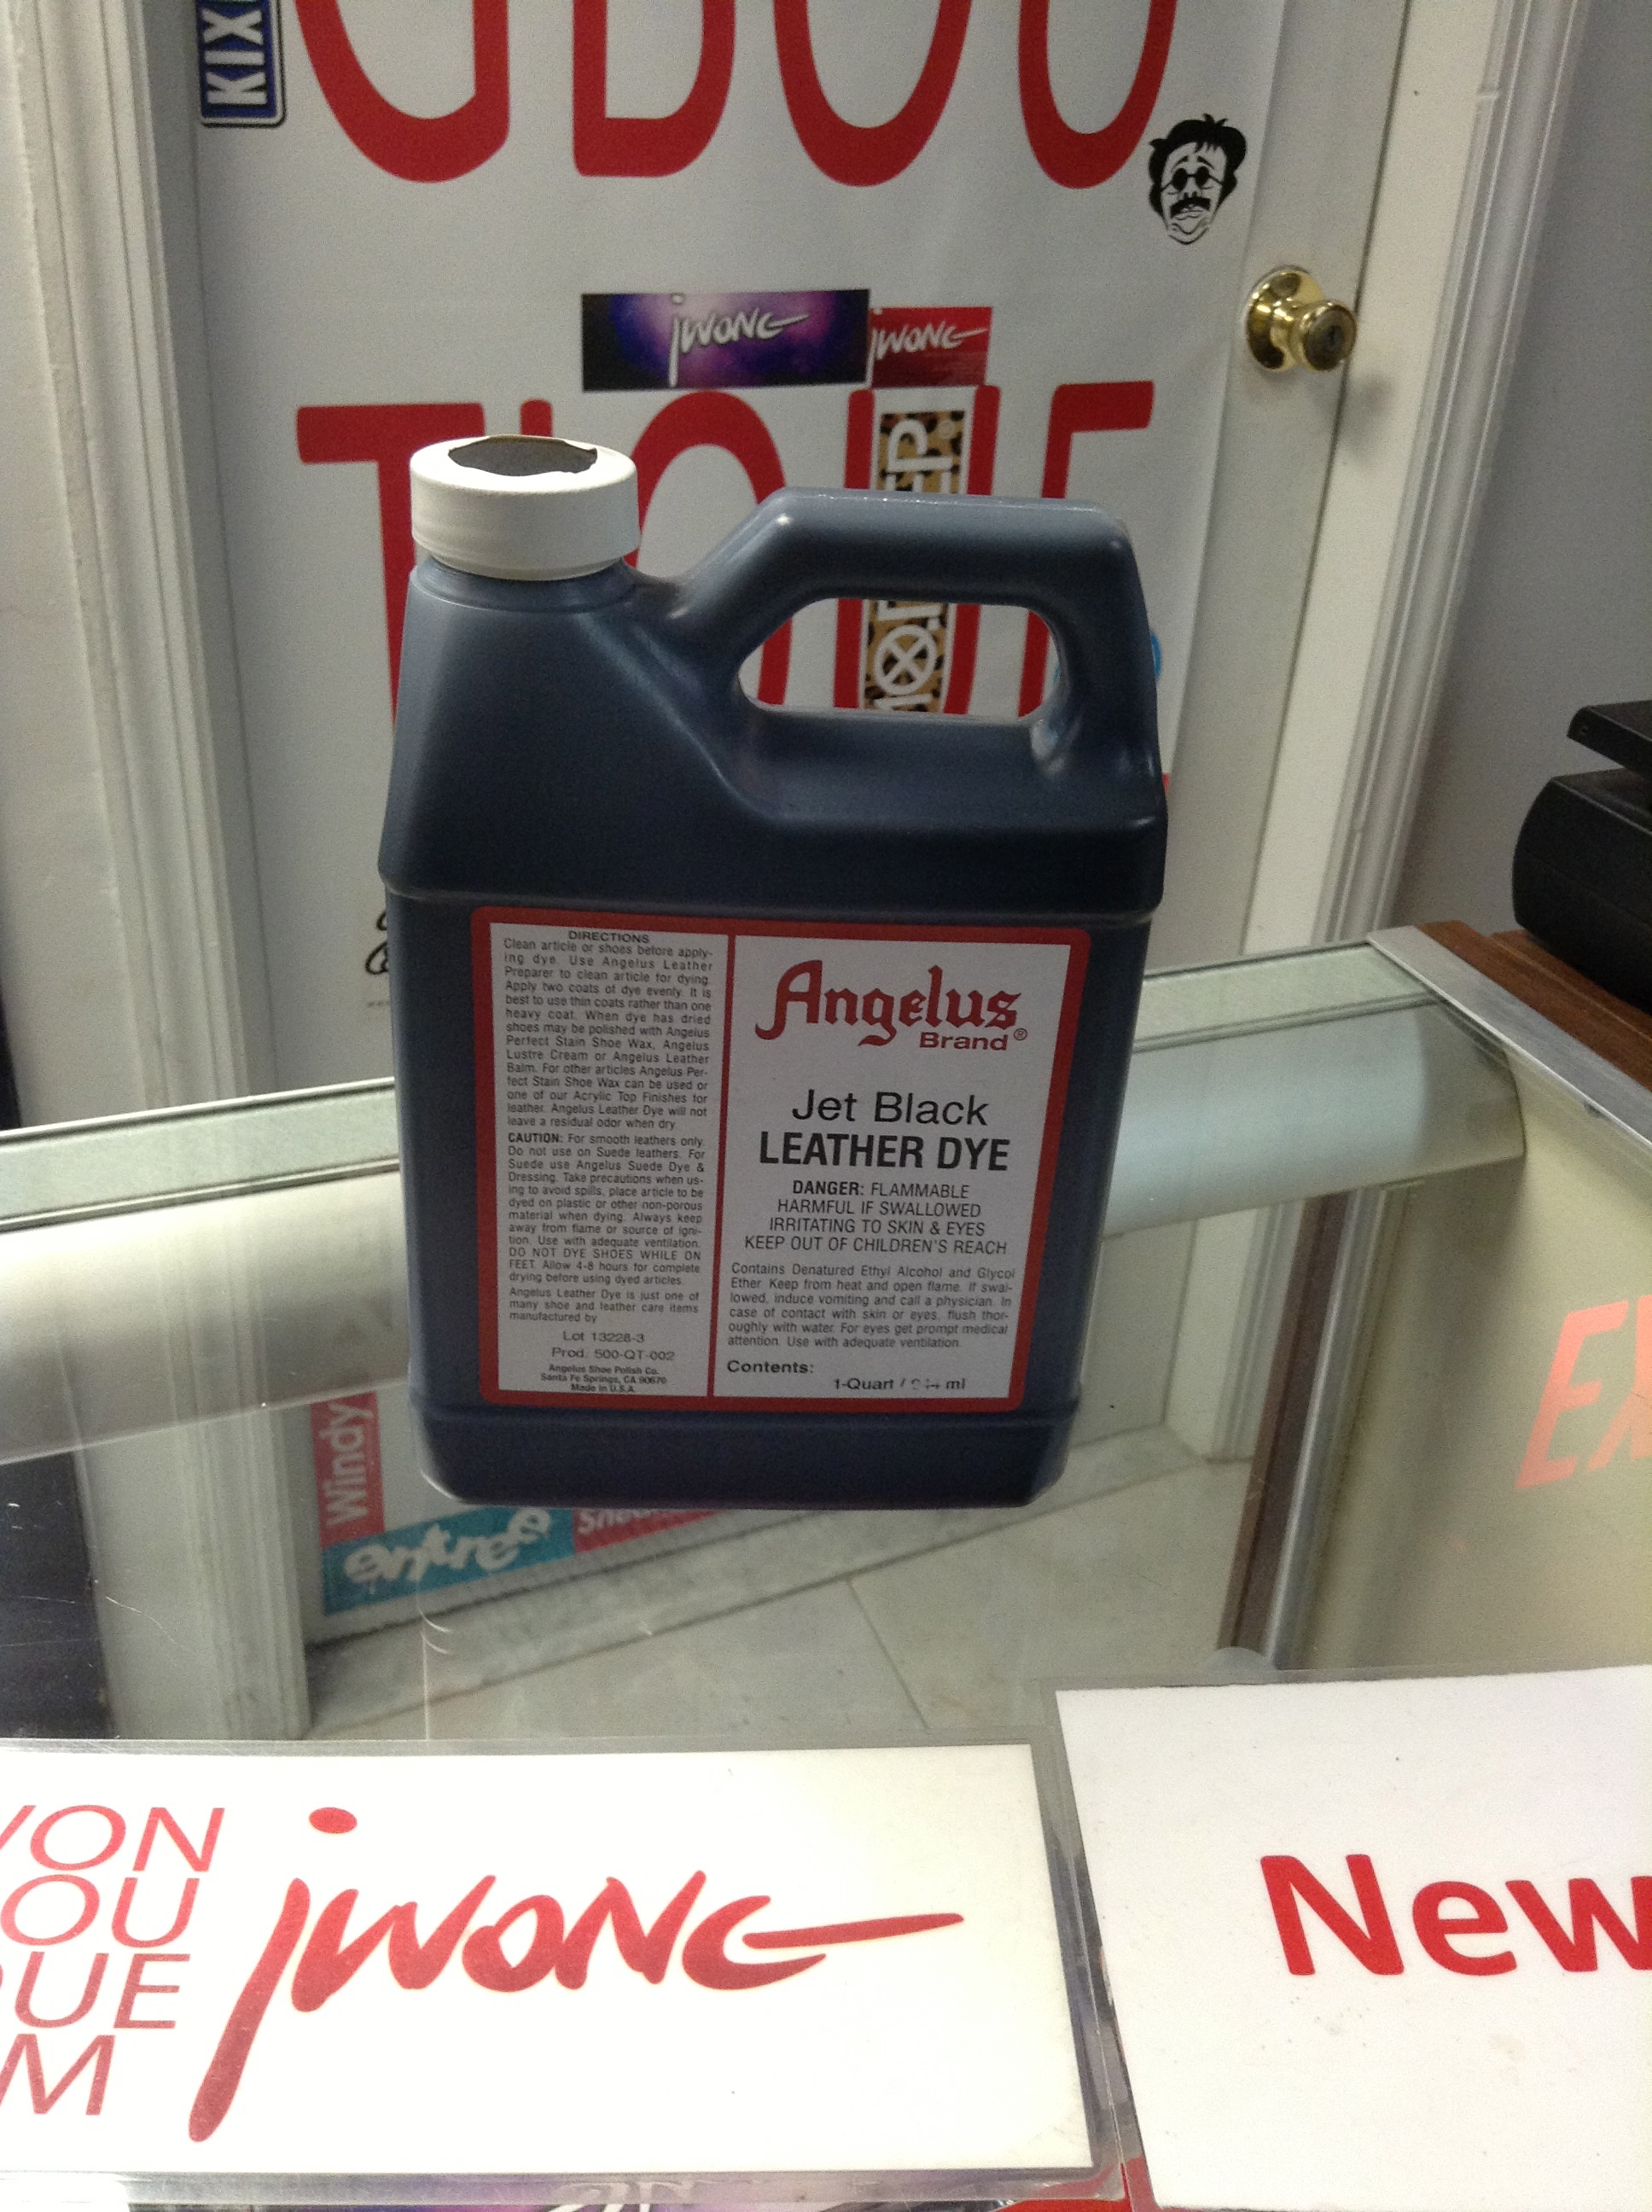 KIX
GBOU
jwong
jwong
TIQUE
DIRECTIONS
Clean article or shoes before apply-
ing dye. Use Angelus Leather
Preparer to clean article for dying.
Apply two coats of dye evenly. It is
best to use thin coats rather than one
heavy coat. When dye has dried
shoes may be polished with Angelus
Perfect Stain Shoe Wax, Angelus
Lustre Cream or Angelus Leather
Balm. For other articles Angelus Per-
fect Stain Shoe Wax can be used or
one of our Acrylic Top Finishes for
leather. Angelus Leather Dye will not
leave a residual odor when dry.
CAUTION: For smooth leathers only.
Do not use on Suede leathers. For
Suede use Angelus Suede Dye &
Dressing. Take precautions when us-
ing to avoid spills, place article to be
dyed on plastic or other non-porous
material when dying. Always keep
away from flame or source of igni-
tion. Use with adequate ventilation.
DO NOT DYE SHOES WHILE ON
FEET. Allow 4-8 hours for complete
drying before using dyed articles.
Angelus Leather Dye is just one of
many shoe and leather care items
manufactured by
Lot 13228-3
Prod. 500-QT-002
Angelus Shoe Polish Co.
Santa Fe Springs, CA 90670
Made in U.S.A.
Angelus
Brand®
Jet Black
LEATHER DYE
DANGER: FLAMMABLE
HARMFUL IF SWALLOWED
IRRITATING TO SKIN & EYES
KEEP OUT OF CHILDREN'S REACH
Contains Denatured Ethyl Alcohol and Glycol
Ether. Keep from heat and open flame. If swal-
lowed, induce vomiting and call a physician. In
case of contact with skin or eyes, flush thor-
oughly with water. For eyes get prompt medical
attention. Use with adequate ventilation.
Contents:
1-Quart / ml
Windy
entree
EX
VON
OU
QUE
M
jwong
New